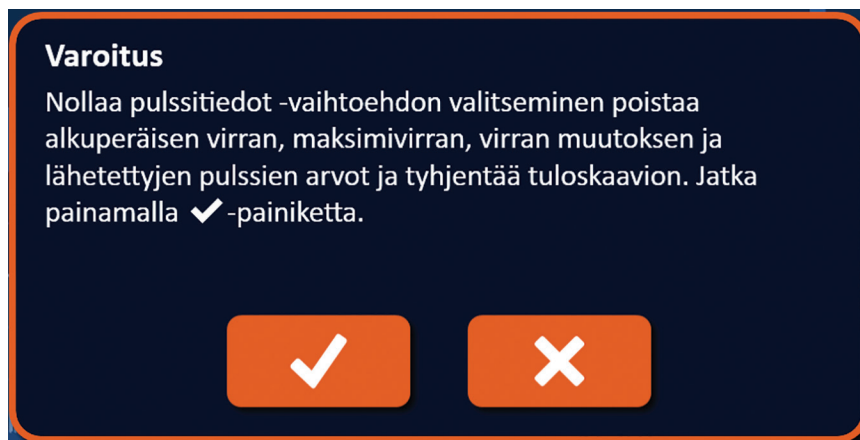 Varoitus
Nollaa pulssitiedot -vaihtoehdon valitseminen poistaa
alkuperäisen virran, maksimivirran, virran muutoksen ja
lähetettyjen pulssien arvot ja tyhjentää tuloskaavion. Jatka
painamalla ✔ -painiketta.